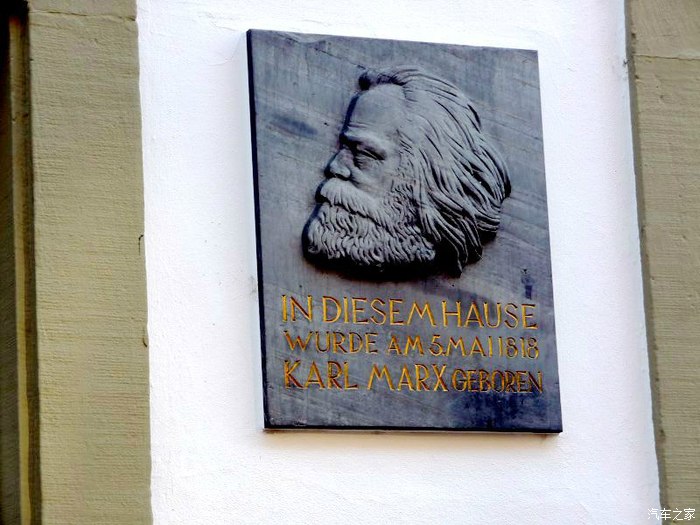 IN DIESEM HAUSE
WURDE AM 5. MAI 1818
KARL MARX GEBOREN
汽车之家